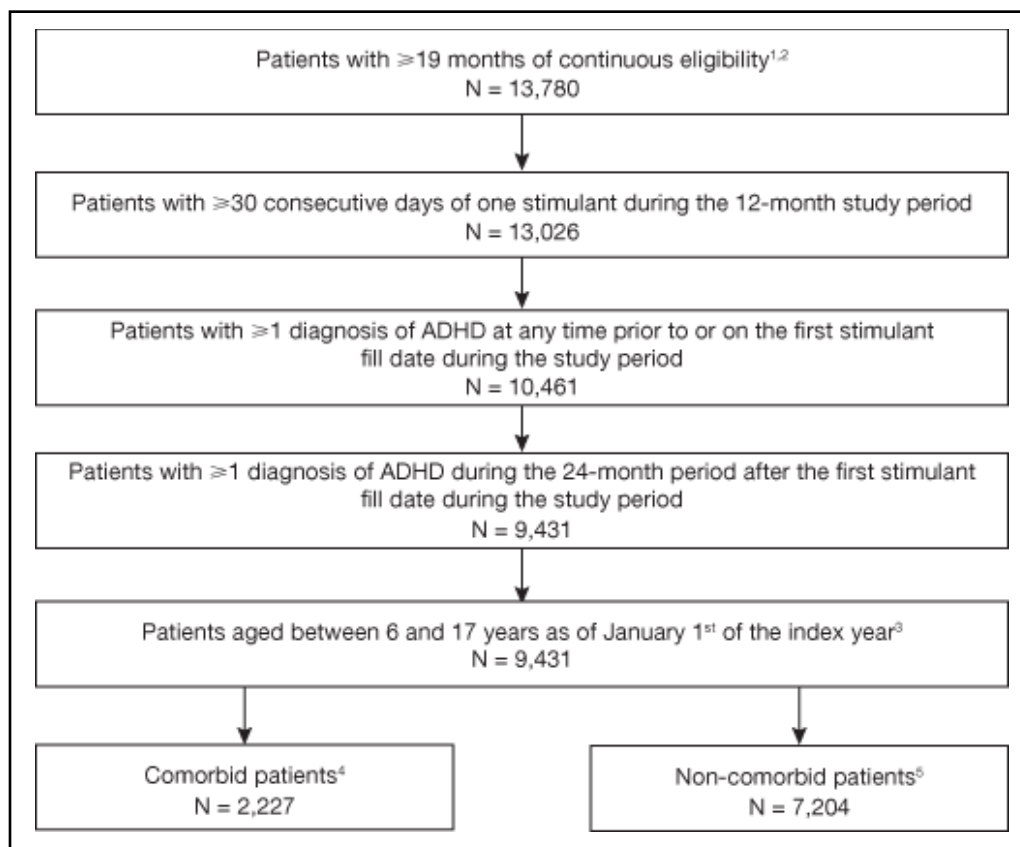 Patients with ⩾19 months of continuous eligibility¹,²
N = 13,780
Patients with ⩾30 consecutive days of one stimulant during the 12-month study period
N = 13,026
Patients with ⩾1 diagnosis of ADHD at any time prior to or on the first stimulant
fill date during the study period
N = 10,461
Patients with ⩾1 diagnosis of ADHD during the 24-month period after the first stimulant
fill date during the study period
N = 9,431
Patients aged between 6 and 17 years as of January 1ˢᵗ of the index year³
N = 9,431
Comorbid patients⁴
N = 2,227
Non-comorbid patients⁵
N = 7,204